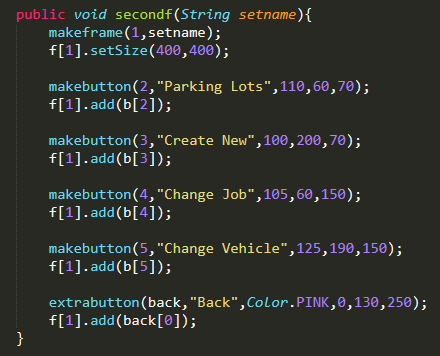 public void secondf(String setname){
makeframe(1,setname);
f[1].setSize(400,400);
makebutton(2,"Parking Lots",110,60,70);
f[1].add(b[2]);
makebutton(3,"Create New",100,200,70);
f[1].add(b[3]);
makebutton(4,"Change Job",105,60,150);
f[1].add(b[4]);
makebutton(5,"Change Vehicle",125,190,150);
f[1].add(b[5]);
extrabutton(back,"Back",Color.PINK,0,130,250);
f[1].add(back[0]);
}